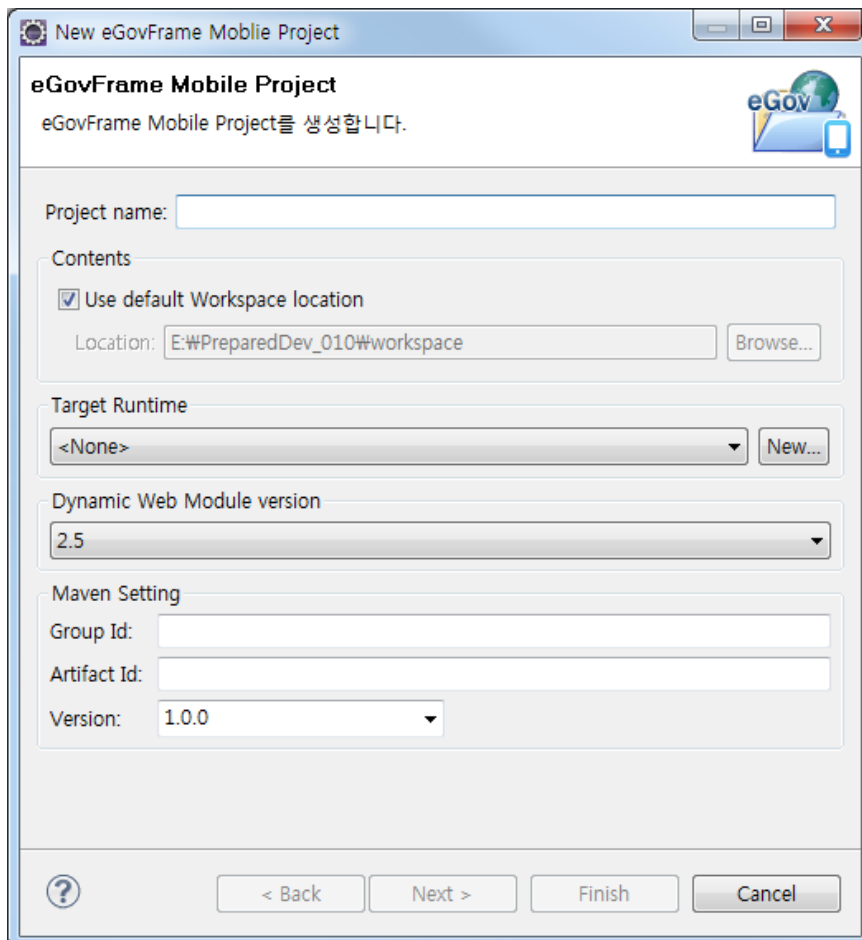 New eGovFrame Moblie Project
eGovFrame Mobile Project
eGovFrame Mobile Project를 생성합니다.
eGov
Project name:
Contents
Use default Workspace location
Location: E:₩PreparedDev_010₩workspace Browse...
Target Runtime
<None> New...
Dynamic Web Module version
2.5
Maven Setting
Group Id:
Artifact Id:
Version: 1.0.0
? < Back Next > Finish Cancel